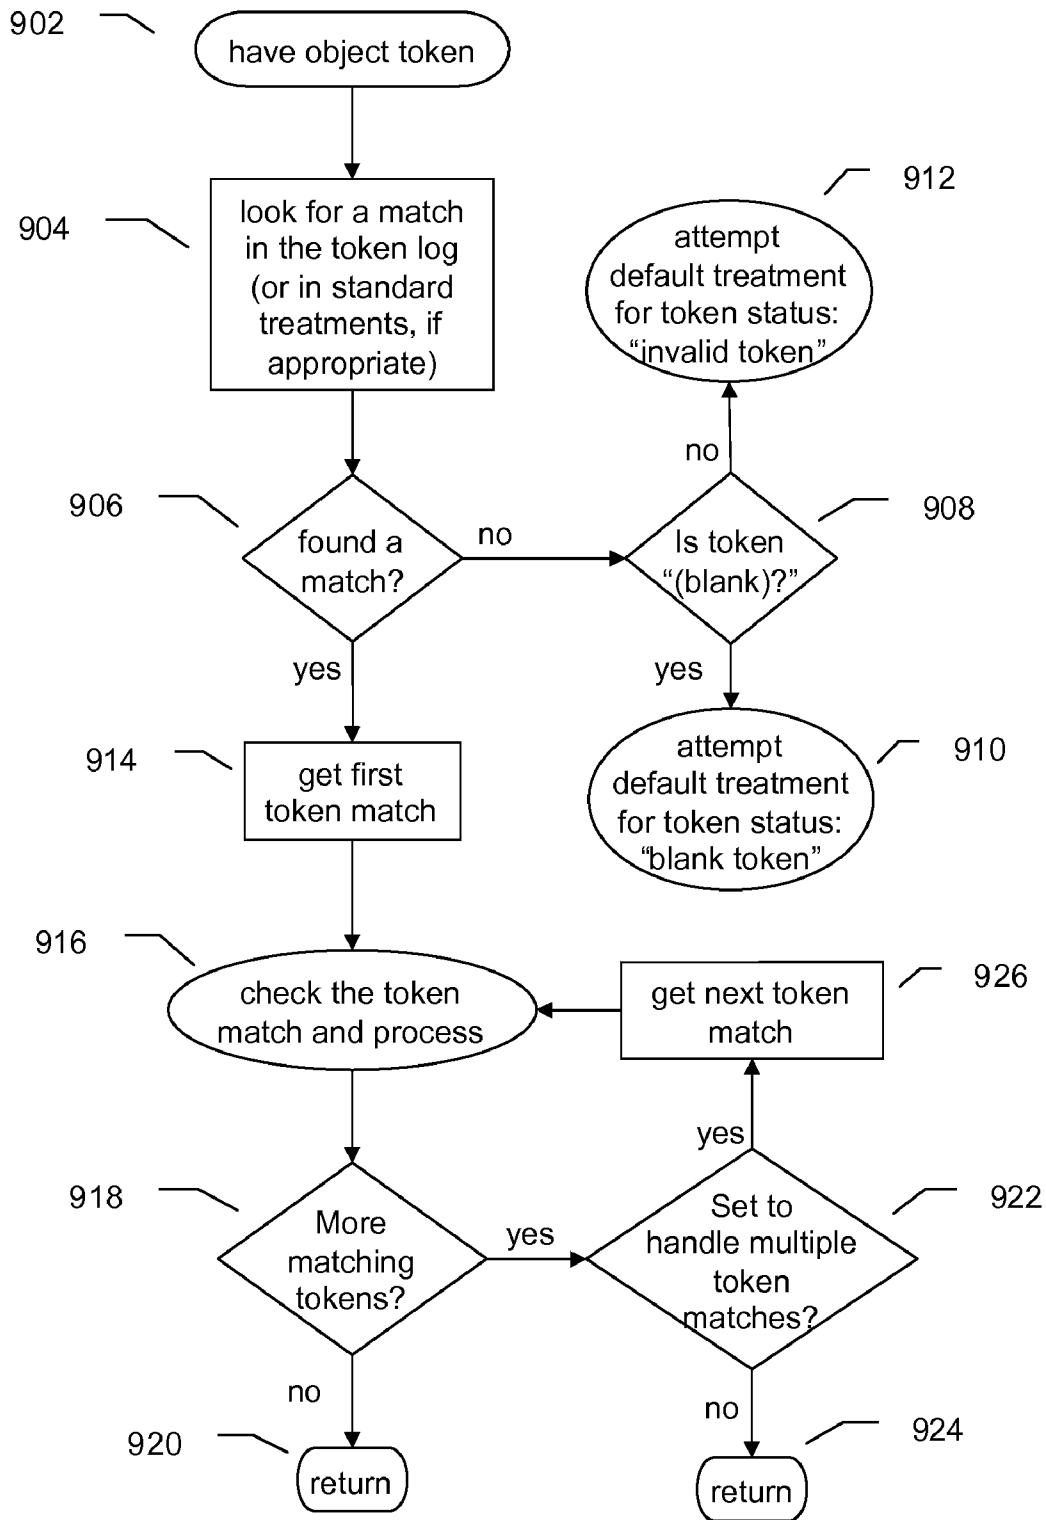 902
have object token
904
look for a match
in the token log
(or in standard
treatments, if
appropriate)
912
attempt
default treatment
for token status:
“invalid token”
no
906
found a
match?
no
908
Is token
“(blank)?”
yes
yes
914
get first
token match
910
attempt
default treatment
for token status:
“blank token”
916
check the token
match and process
926
get next token
match
yes
918
More
matching
tokens?
yes
922
Set to
handle multiple
token
matches?
no
no
920
return
924
return